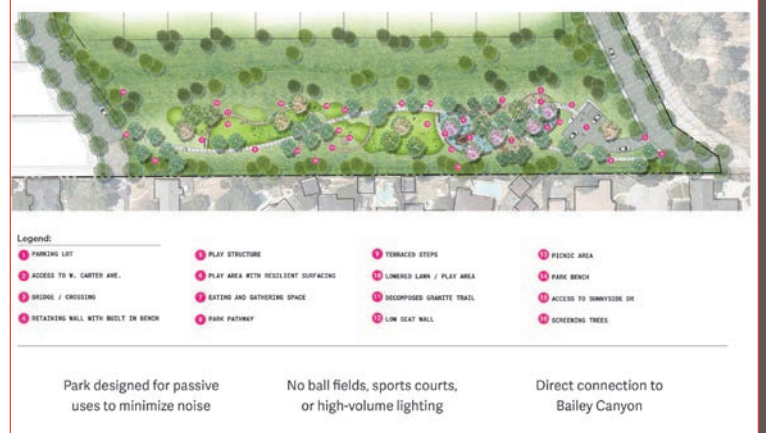 Legend:
1 PARKING LOT
2 ACCESS TO W. CARTER AVE.
3 BRIDGE / CROSSING
4 RETAINING WALL WITH BUILT IN BENCH
5 PLAY STRUCTURE
6 PLAY AREA WITH RESILIENT SURFACING
7 EATING AND GATHERING SPACE
8 PARK PATHWAY
9 TERRACED STEPS
10 LOWERED LAWN / PLAY AREA
11 DECOMPOSED GRANITE TRAIL
12 LOW SEAT WALL
13 PICNIC AREA
14 PARK BENCH
15 ACCESS TO SUNNYSIDE DR
16 SCREENING TREES
Park designed for passive
uses to minimize noise
No ball fields, sports courts,
or high-volume lighting
Direct connection to
Bailey Canyon